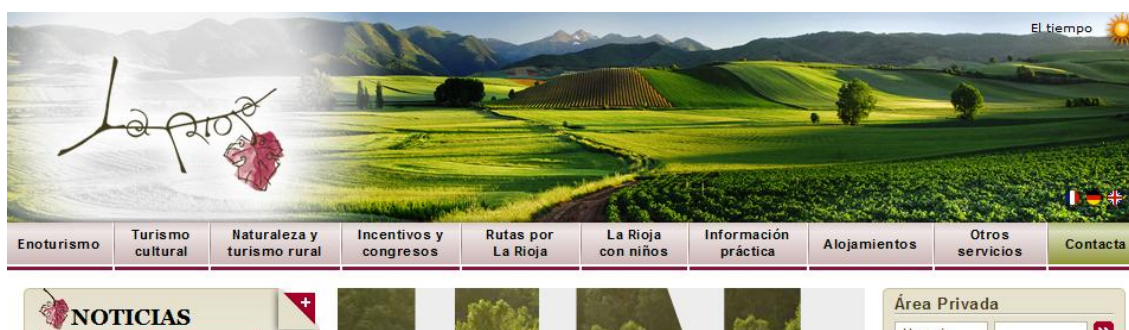 El tiempo
La Rioja
Enoturismo
Turismo
cultural
Naturaleza y
turismo rural
Incentivos y
congresos
Rutas por
La Rioja
La Rioja
con niños
Información
práctica
Alojamientos
Otros
servicios
Contacta
NOTICIAS
+
Área Privada